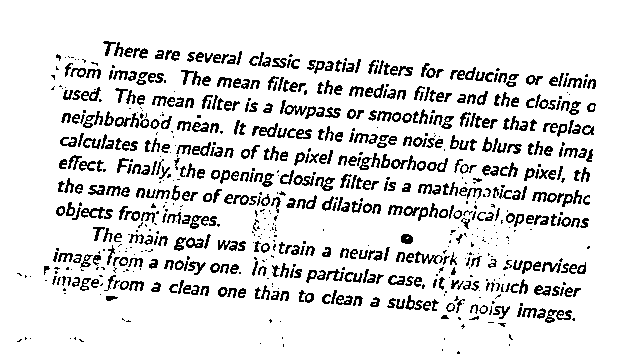 There are several classic spatial filters for reducing or elimin
from images. The mean filter, the median filter and the closing o
used. The mean filter is a lowpass or smoothing filter that replac
neighborhood mean. It reduces the image noise but blurs the imag
calculates the median of the pixel neighborhood for each pixel, th
effect. Finally, the opening closing filter is a mathematical morpho
the same number of erosion and dilation morphological operations
objects from images.
The main goal was to train a neural network in a supervised
image from a noisy one. In this particular case, it was much easier
image from a clean one than to clean a subset of noisy images.